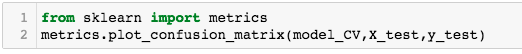 1 from sklearn import metrics
2 metrics.plot_confusion_matrix(model_CV,X_test,y_test)